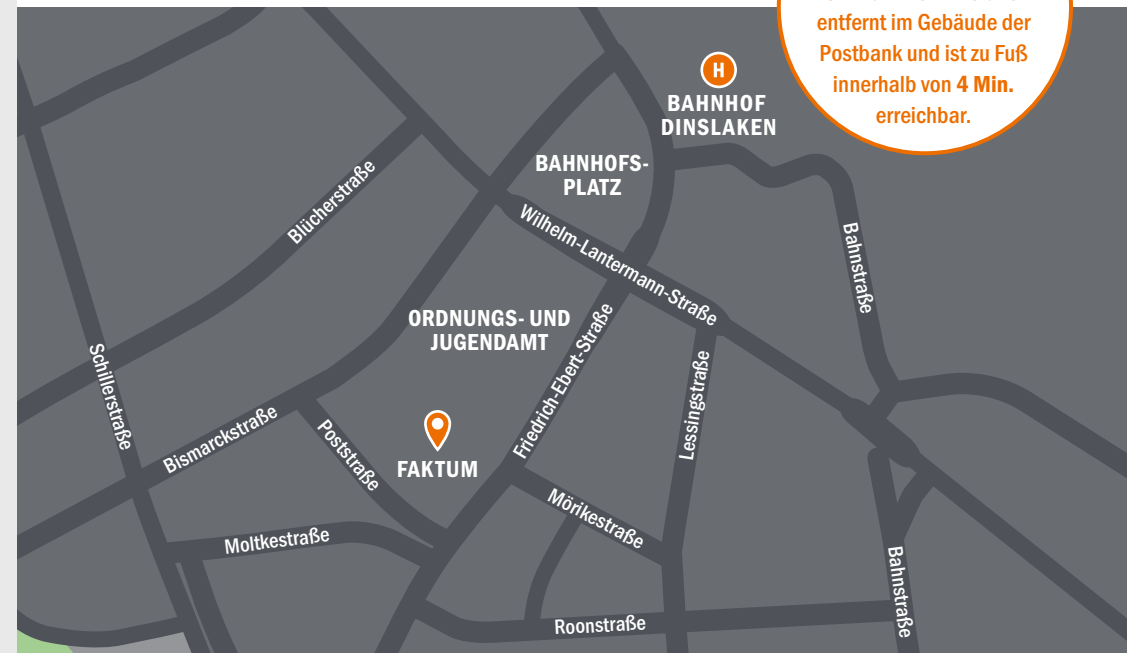 entfernt im Gebäude der
Postbank und ist zu Fuß
innerhalb von 4 Min.
erreichbar.
H
BAHNHOF
DINSLAKEN
BAHNHOFS-
PLATZ
Blücherstraße
Wilhelm-Lantermann-Straße
Bahnstraße
ORDNUNGS- UND
JUGENDAMT
Friedrich-Ebert-Straße
Schillerstraße
Lessingstraße
Bismarckstraße
Poststraße
FAKTUM
Mörikestraße
Moltkestraße
Bahnstraße
Roonstraße